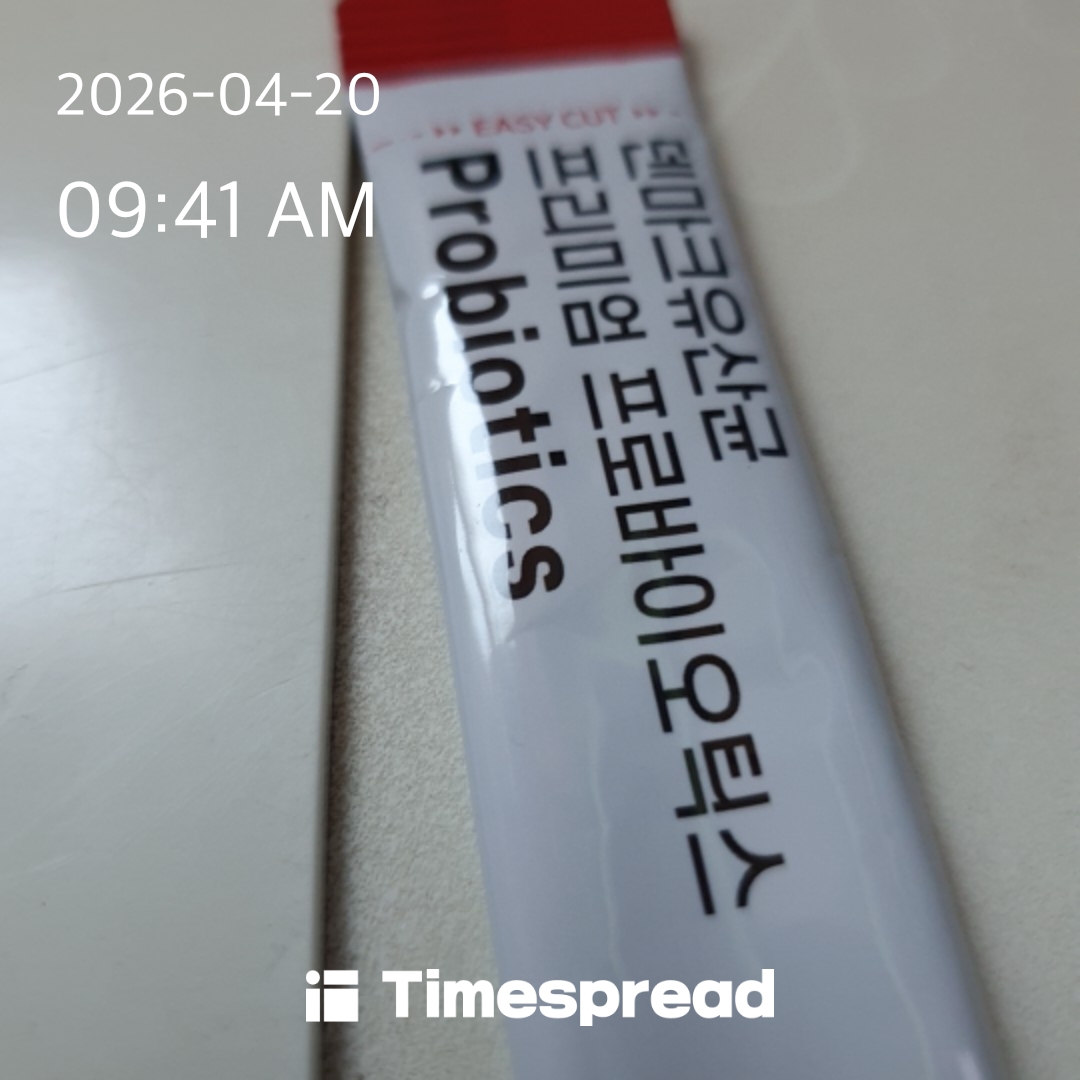 2026-04-20
09:41 AM
EASY CUT
덴마크유산균
프리미엄 프로바이오틱스
Probiotics
Timespread